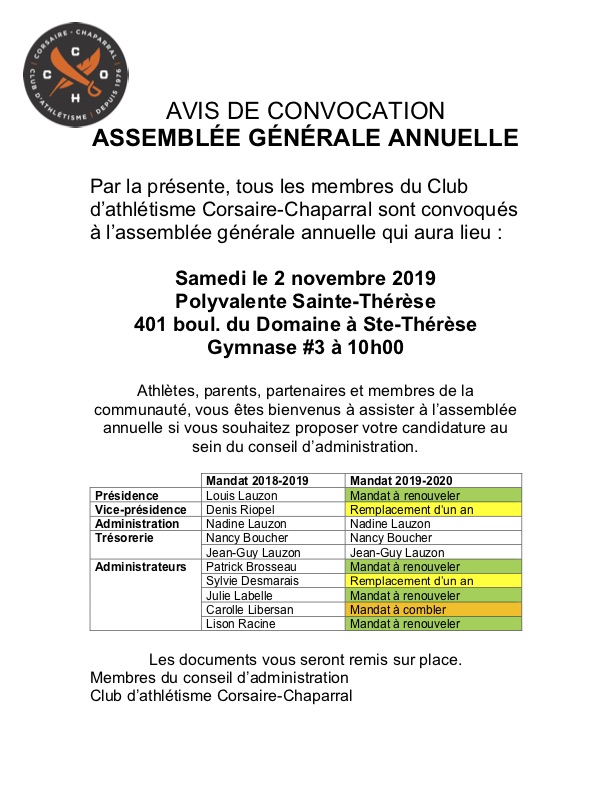 CORSAIRE - CHAPARRAL
C
C O
H
CLUB D'ATHLÉTISME | DEPUIS 1976
AVIS DE CONVOCATION
ASSEMBLÉE GÉNÉRALE ANNUELLE
Par la présente, tous les membres du Club
d'athlétisme Corsaire-Chaparral sont convoqués
à l'assemblée générale annuelle qui aura lieu :
Samedi le 2 novembre 2019
Polyvalente Sainte-Thérèse
401 boul. du Domaine à Ste-Thérèse
Gymnase #3 à 10h00
Athlètes, parents, partenaires et membres de la
communauté, vous êtes bienvenus à assister à l'assemblée
annuelle si vous souhaitez proposer votre candidature au
sein du conseil d'administration.
Mandat 2018-2019 Mandat 2019-2020
Présidence Louis Lauzon Mandat à renouveler
Vice-présidence Denis Riopel Remplacement d'un an
Administration Nadine Lauzon Nadine Lauzon
Trésorerie Nancy Boucher Nancy Boucher
Jean-Guy Lauzon Jean-Guy Lauzon
Administrateurs Patrick Brosseau Mandat à renouveler
Sylvie Desmarais Remplacement d'un an
Julie Labelle Mandat à renouveler
Carolle Libersan Mandat à combler
Lison Racine Mandat à renouveler
Les documents vous seront remis sur place.
Membres du conseil d'administration
Club d'athlétisme Corsaire-Chaparral